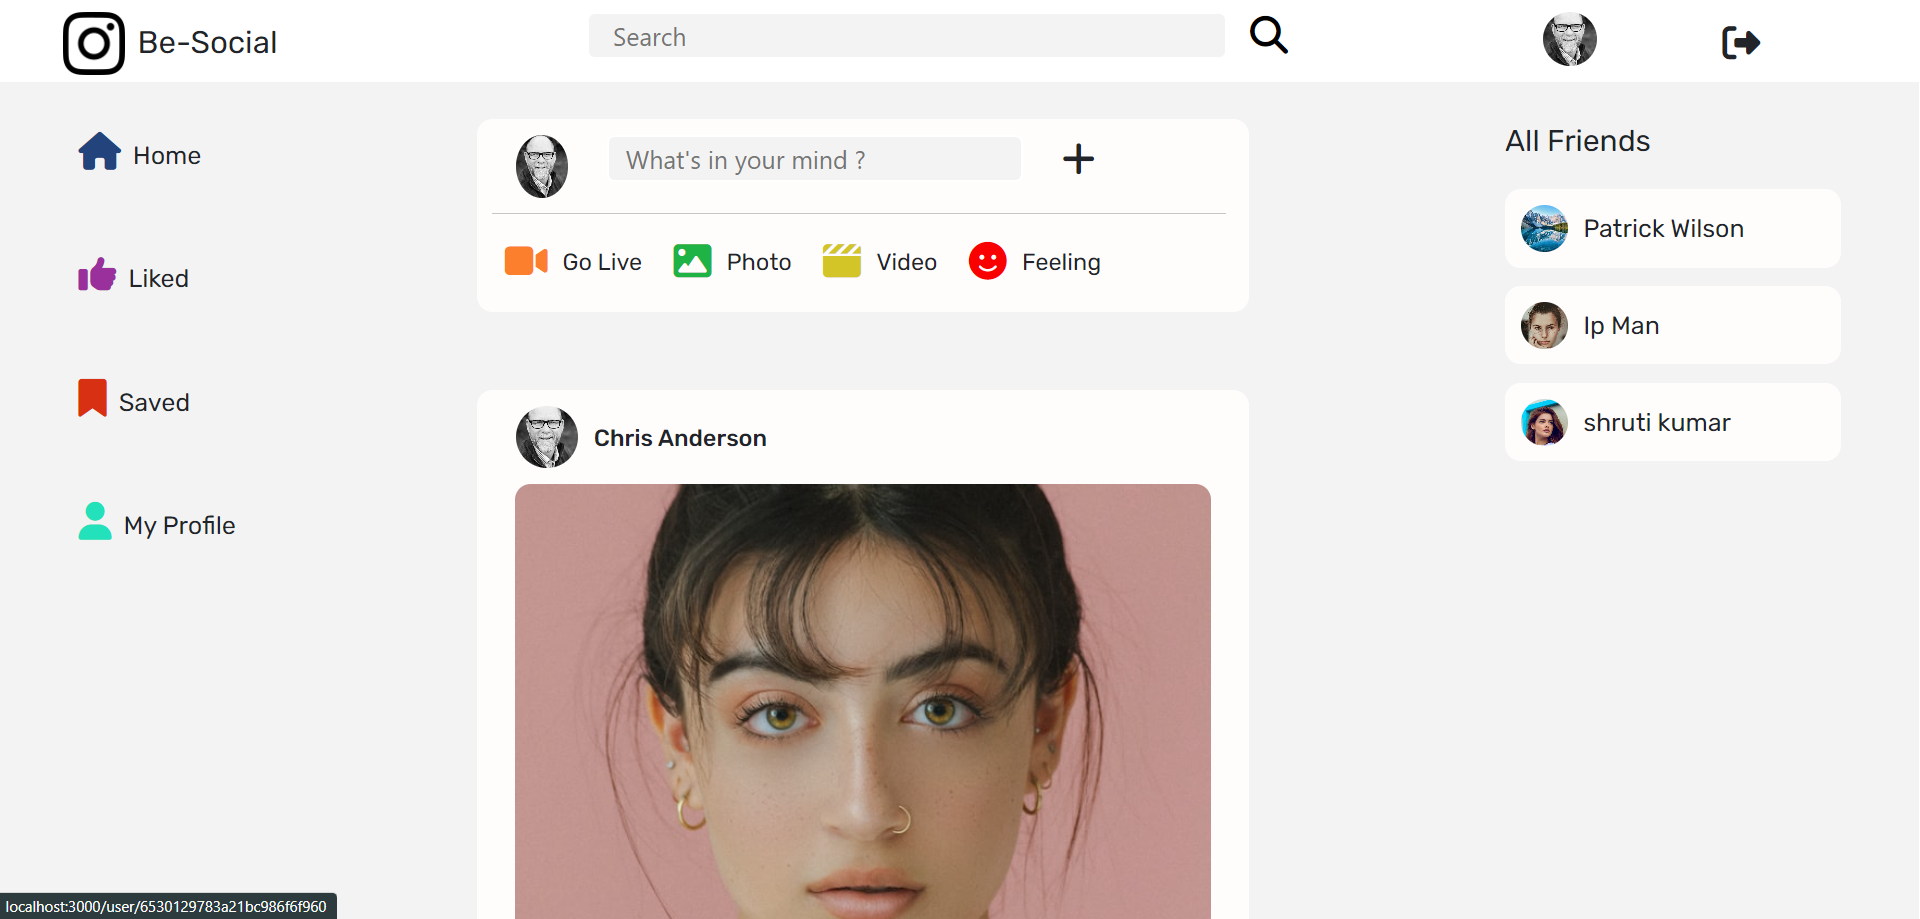 Be-Social
Search
Home
Liked
Saved
My Profile
What's in your mind ?
Go Live
Photo
Video
Feeling
Chris Anderson
All Friends
Patrick Wilson
Ip Man
shruti kumar
localhost:3000/user/6530129783a21bc986f6f960